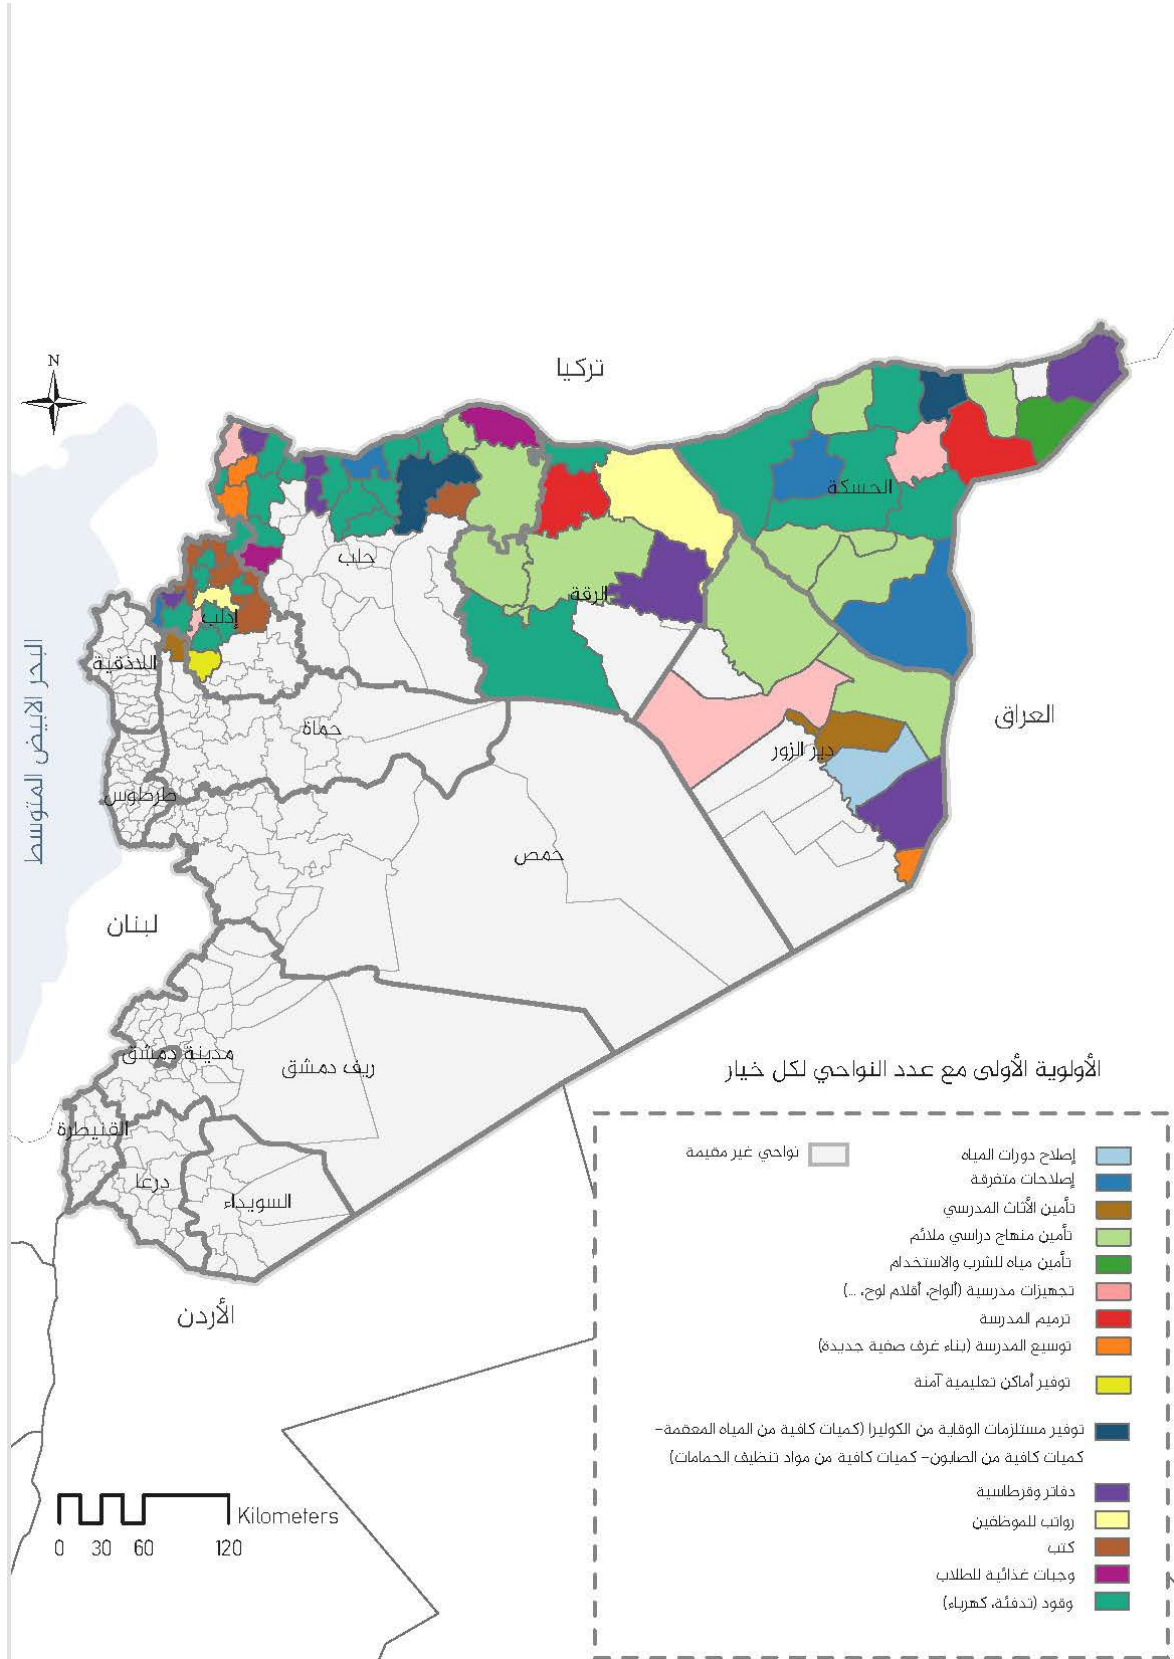 N
تركيا
الحسكة
حلب
الرقة
إدلب
اللاذقية
البحر الابيض المتوسط
العراق
حماة
دير الزور
طرطوس
حمص
لبنان
مدينة دمشق
ريف دمشق
القنيطرة
درعا
السويداء
الأردن
الأولوية الأولى مع عدد النواحي لكل خيار
نواحي غير مقيمة
إصلاح دورات المياه
إصلاحات متفرقة
تأمين الأثاث المدرسي
تأمين منهاج دراسي ملائم
تأمين مياه للشرب والاستخدام
تجهيزات مدرسية (ألواح، أقلام لوح، ...)
ترميم المدرسة
توسيع المدرسة (بناء غرف صفية جديدة)
توفير أماكن تعليمية آمنة
توفير مستلزمات الوقاية من الكوليرا (كميات كافية من المياه المعقمة–
كميات كافية من الصابون– كميات كافية من مواد تنظيف الحمامات)
دفاتر وقرطاسية
رواتب للموظفين
كتب
وجبات غذائية للطلاب
وقود (تدفئة، كهرباء)
Kilometers
0 30 60 120